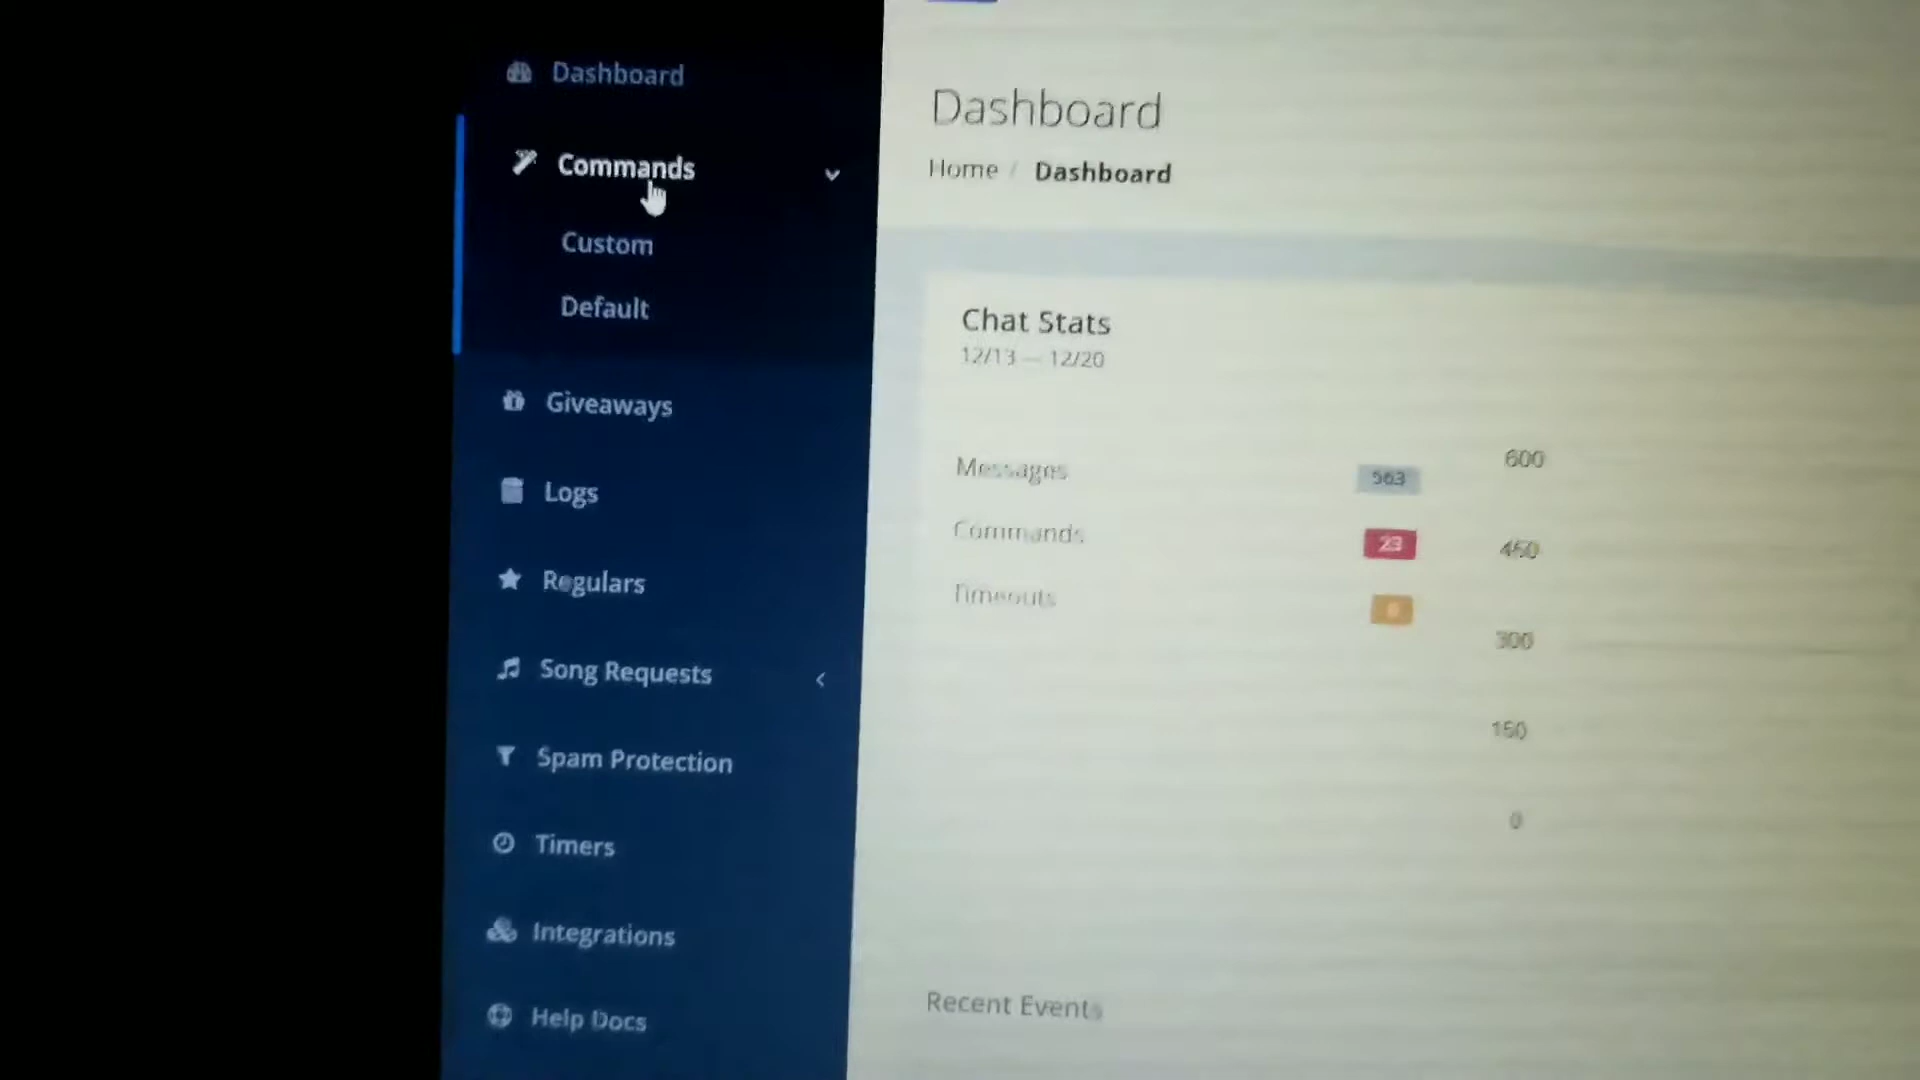 Dashboard
Commands
Custom
Default
Giveaways
Logs
Regulars
Song Requests
Spam Protection
Timers
Integrations
Help Docs
Dashboard
Home / Dashboard
Chat Stats
12/13 — 12/20
Messages 563
Commands 23
Timeouts 0
600
450
300
150
0
Recent Events